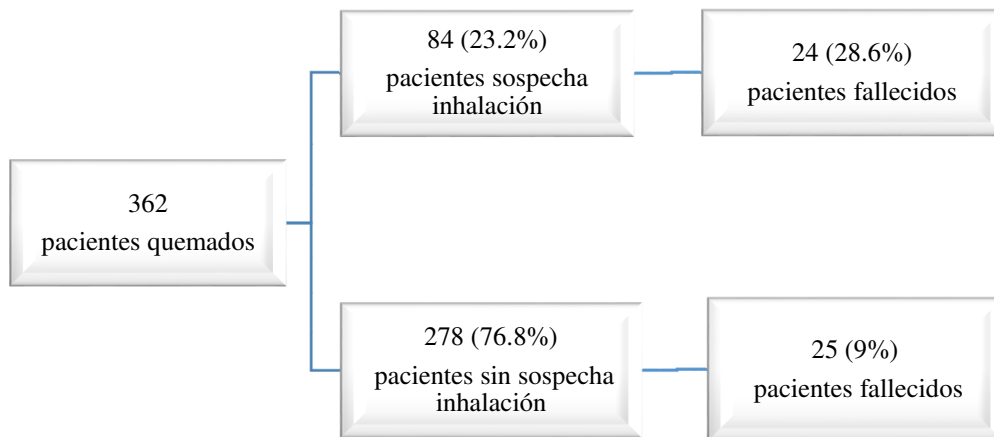 362
pacientes quemados
84 (23.2%)
pacientes sospecha
inhalación
24 (28.6%)
pacientes fallecidos
278 (76.8%)
pacientes sin sospecha
inhalación
25 (9%)
pacientes fallecidos